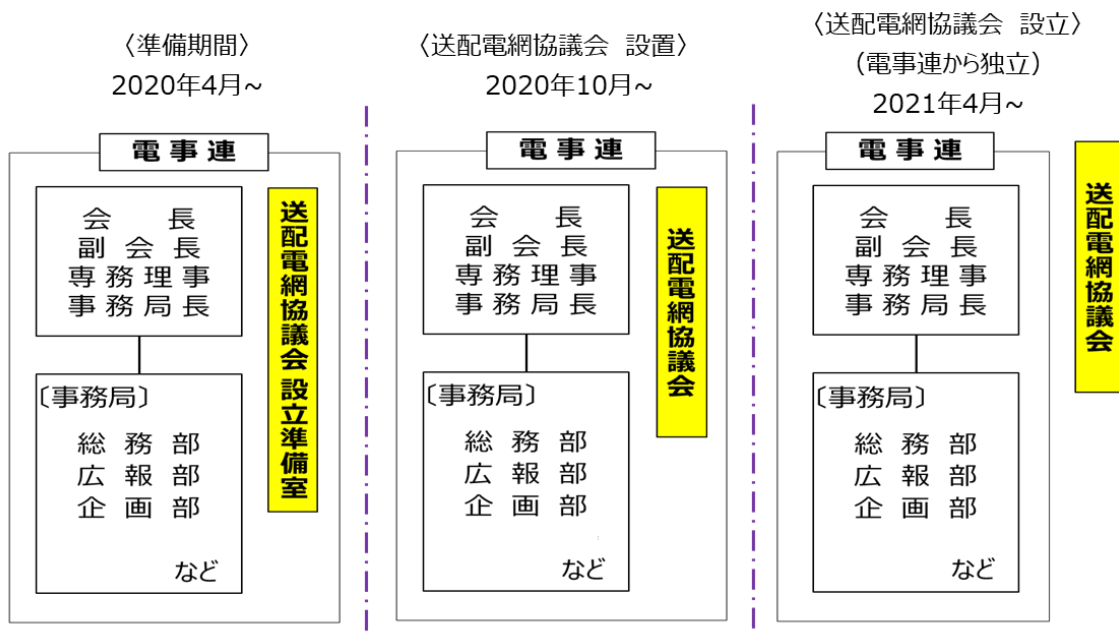 〈準備期間〉
2020年4月~
電事連
会長
副会長
専務理事
事務局長
送配電網協議会 設立準備室
〔事務局〕
総務部
広報部
企画部
など
〈送配電網協議会 設置〉
2020年10月~
電事連
会長
副会長
専務理事
事務局長
送配電網協議会
〔事務局〕
総務部
広報部
企画部
など
〈送配電網協議会 設立〉
(電事連から独立)
2021年4月~
電事連
会長
副会長
専務理事
事務局長
送配電網協議会
〔事務局〕
総務部
広報部
企画部
など